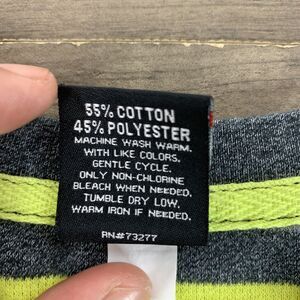 55% COTTON
45% POLYESTER
MACHINE WASH WARM.
WITH LIKE COLORS.
GENTLE CYCLE.
ONLY NON-CHLORINE
BLEACH WHEN NEEDED.
TUMBLE DRY LOW.
WARM IRON IF NEEDED.
RN#73277